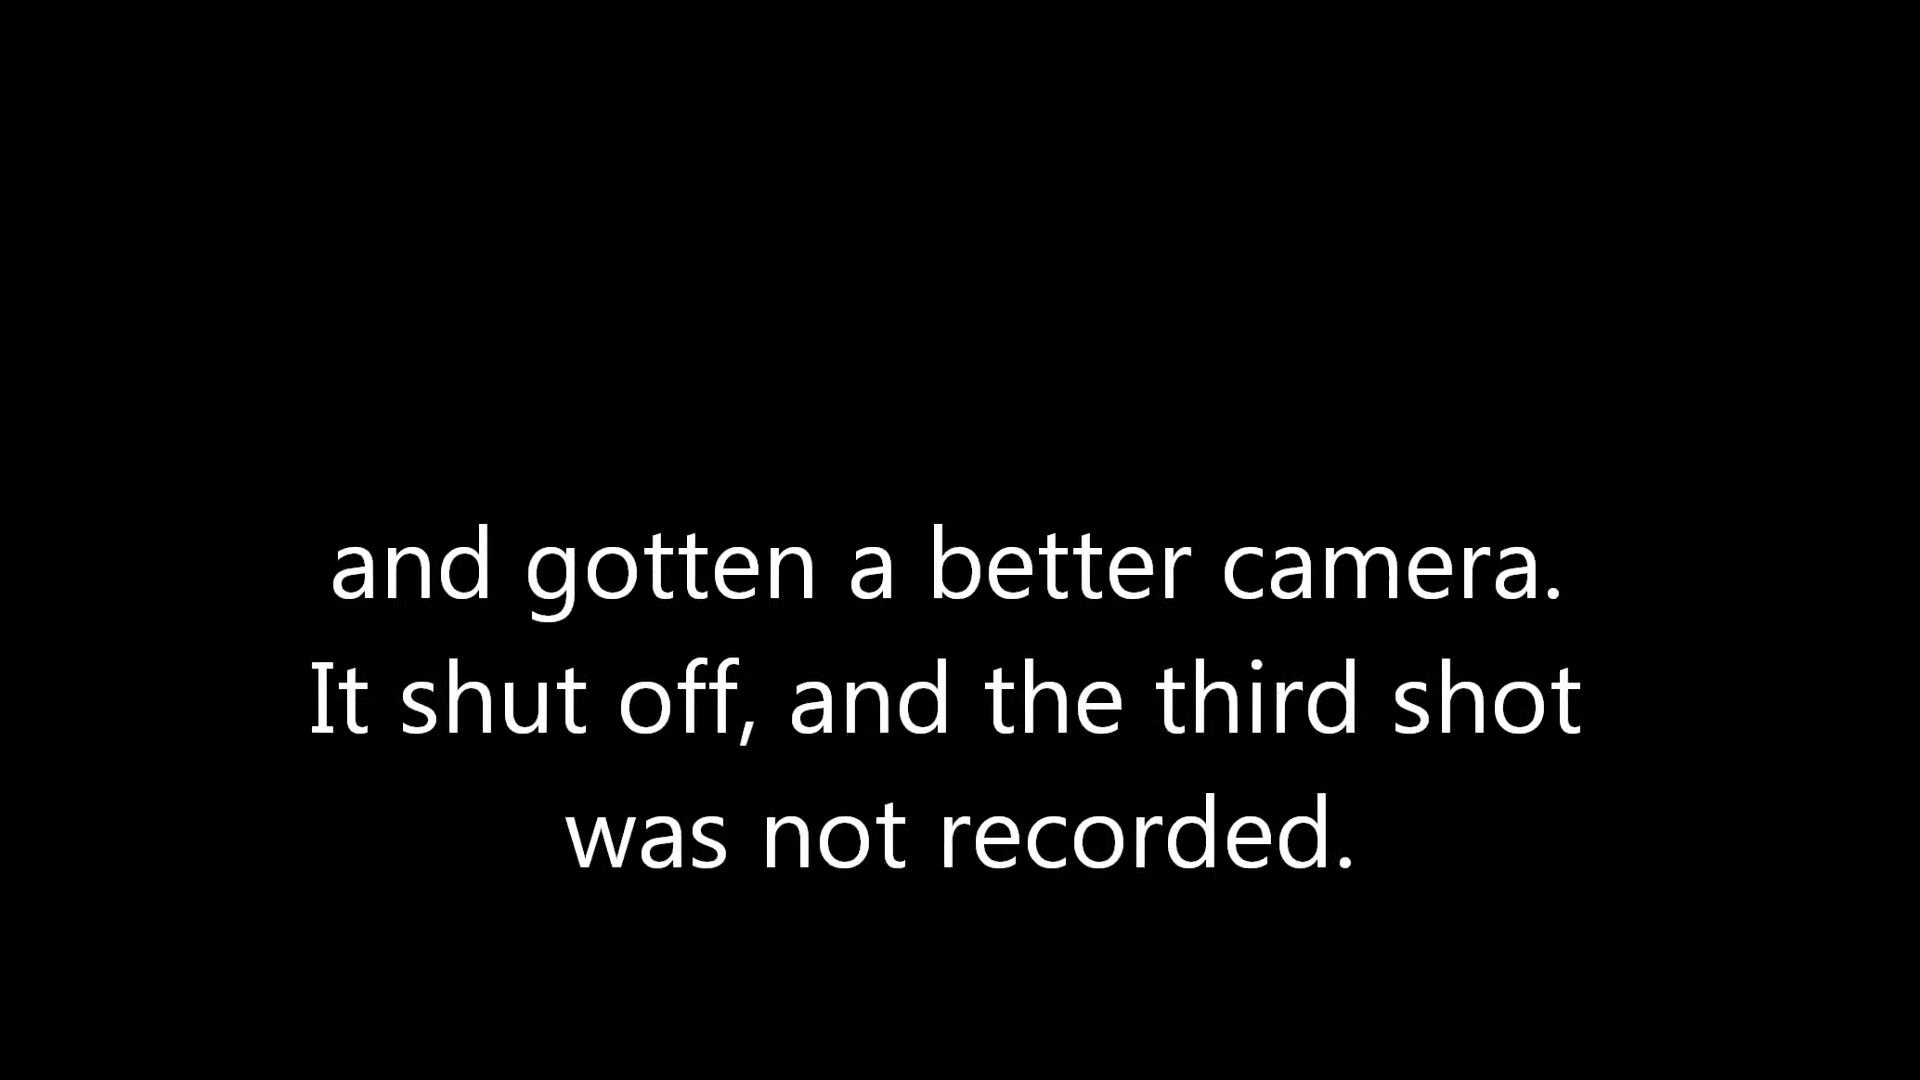 and gotten a better camera.
It shut off, and the third shot
was not recorded.